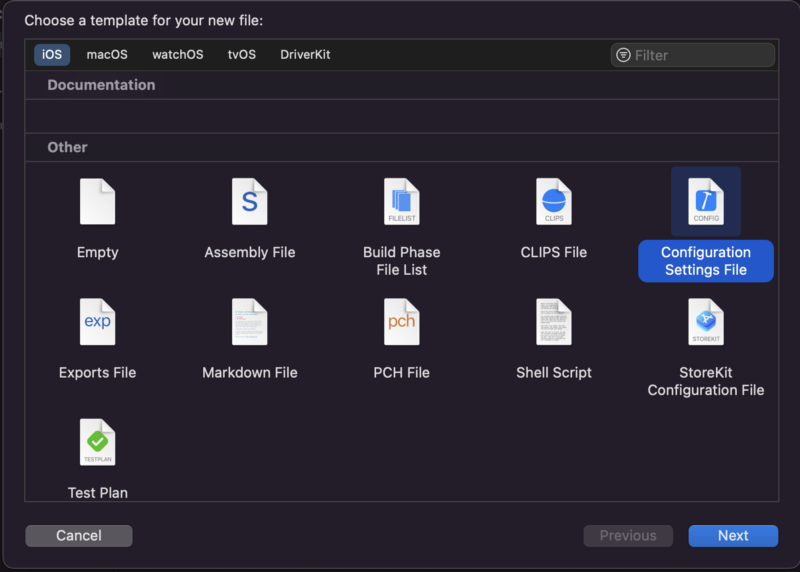 Choose a template for your new file:
iOS macOS watchOS tvOS DriverKit Filter
Documentation
Other
S FILELIST CLIPS CONFIG
Empty Assembly File Build Phase File List CLIPS File Configuration Settings File
exp pch STOREKIT
Exports File Markdown File PCH File Shell Script StoreKit Configuration File
TESTPLAN
Test Plan
Cancel Previous Next